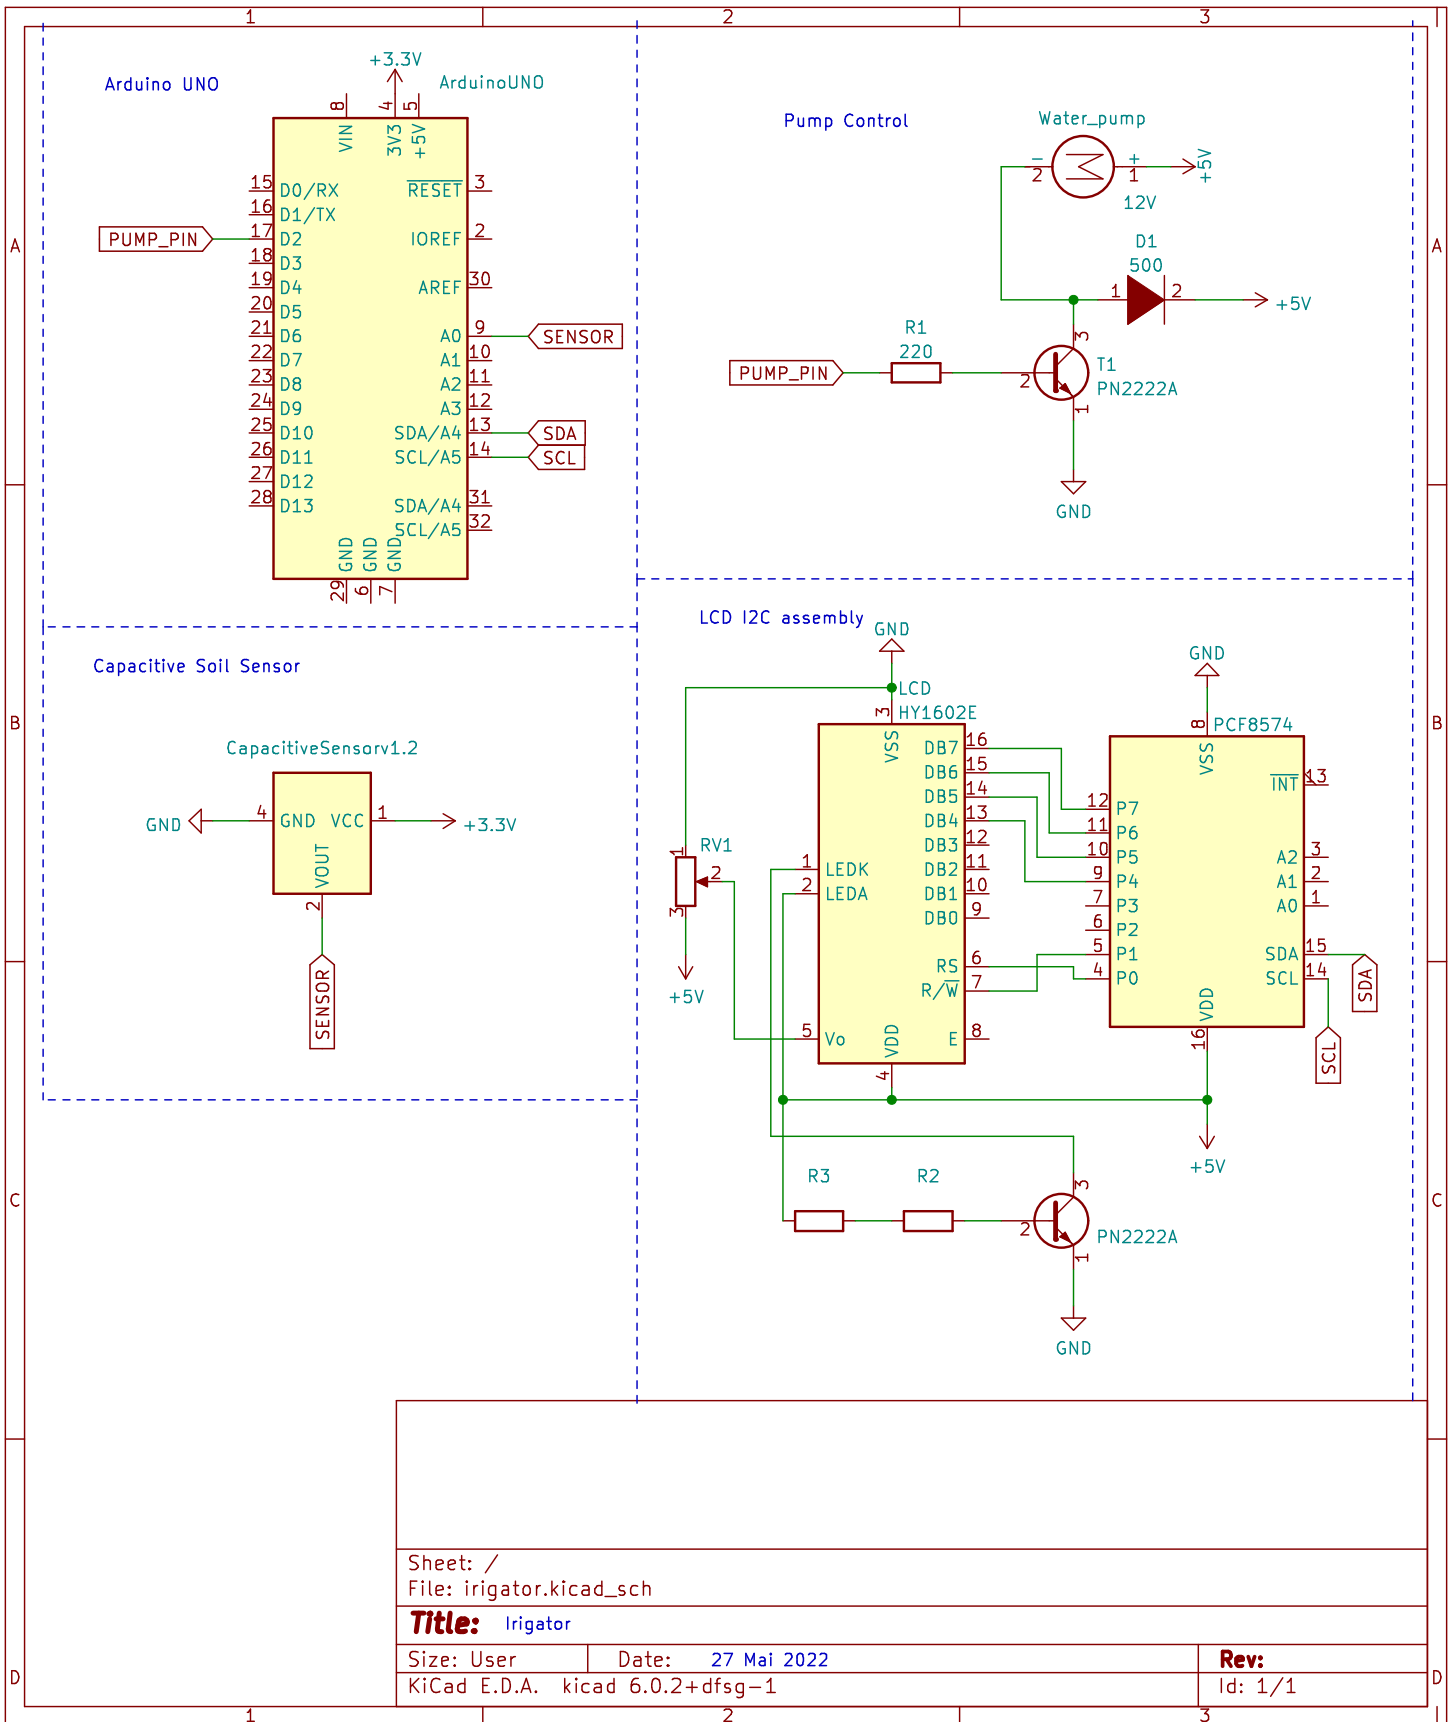 1 2 3
Arduino UNO
+3.3V
ArduinoUNO
8 4 5
VIN 3V3 +5V
15 D0/RX RESET 3
16 D1/TX
PUMP_PIN 17 D2 IOREF 2
18 D3
19 D4 AREF 30
20 D5
21 D6 A0 9 SENSOR
22 D7 A1 10
23 D8 A2 11
24 D9 A3 12
25 D10 SDA/A4 13 SDA
26 D11 SCL/A5 14 SCL
27 D12
28 D13 SDA/A4 31
SCL/A5 32
GND GND GND
29 6 7
Pump Control
Water_pump
- + +5V
2 1
12V
D1
500
1 2 +5V
R1
220
PUMP_PIN
3
2
1
T1
PN2222A
GND
A A
Capacitive Soil Sensor
CapacitiveSensorv1.2
GND 4 GND VCC 1 +3.3V
VOUT
2
SENSOR
LCD I2C assembly
GND
LCD
HY1602E
3
VSS
DB7 16
DB6 15
DB5 14
DB4 13
DB3 12
1 LEDK DB2 11
2 LEDA DB1 10
DB0 9
RS 6
R/W 7
5 Vo E 8
VDD
4
RV1
1
2
3
+5V
GND
8
PCF8574
VSS
INT 13
12 P7
11 P6
10 P5 A2 3
9 P4 A1 2
7 P3 A0 1
6 P2
5 P1 SDA 15 SDA
4 P0 SCL 14 SCL
VDD
16
+5V
B B
R3 R2
3
2
1
PN2222A
GND
C C
Sheet: /
File: irigator.kicad_sch
Title: Irigator
Size: User Date: 27 Mai 2022 Rev:
KiCad E.D.A. kicad 6.0.2+dfsg-1 Id: 1/1
D D
1 2 3